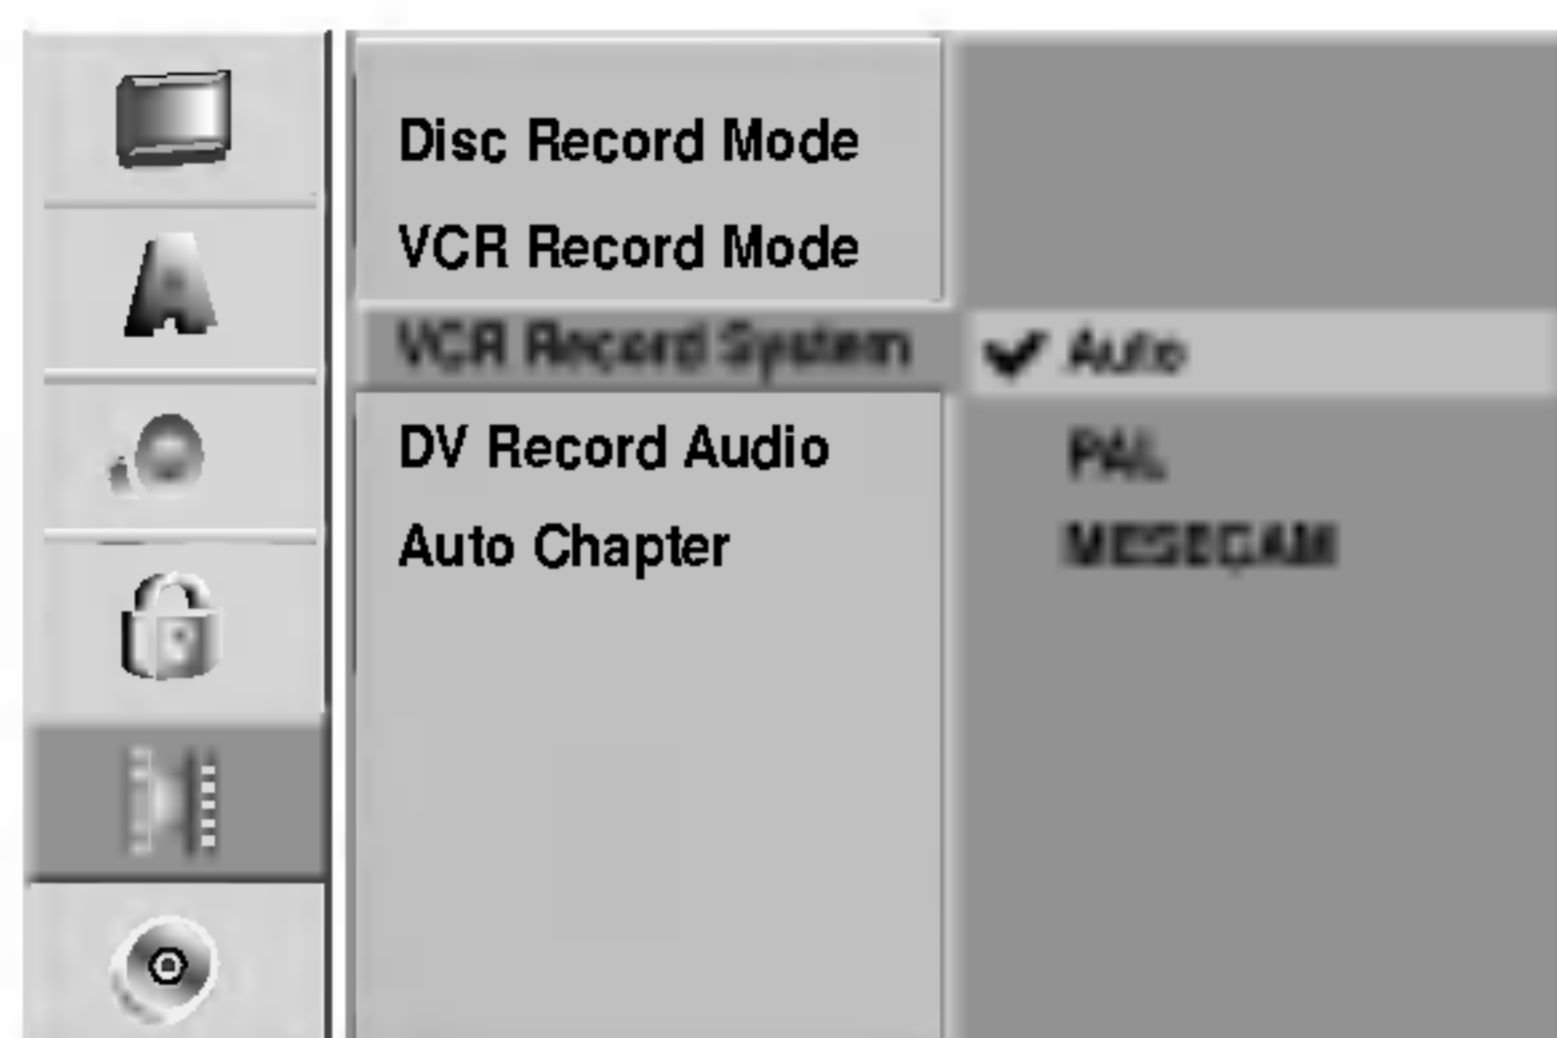 Disc Record Mode
VCR Record Mode
VCR Record System
Auto
DV Record Audio
PAL
Auto Chapter
MESECAM